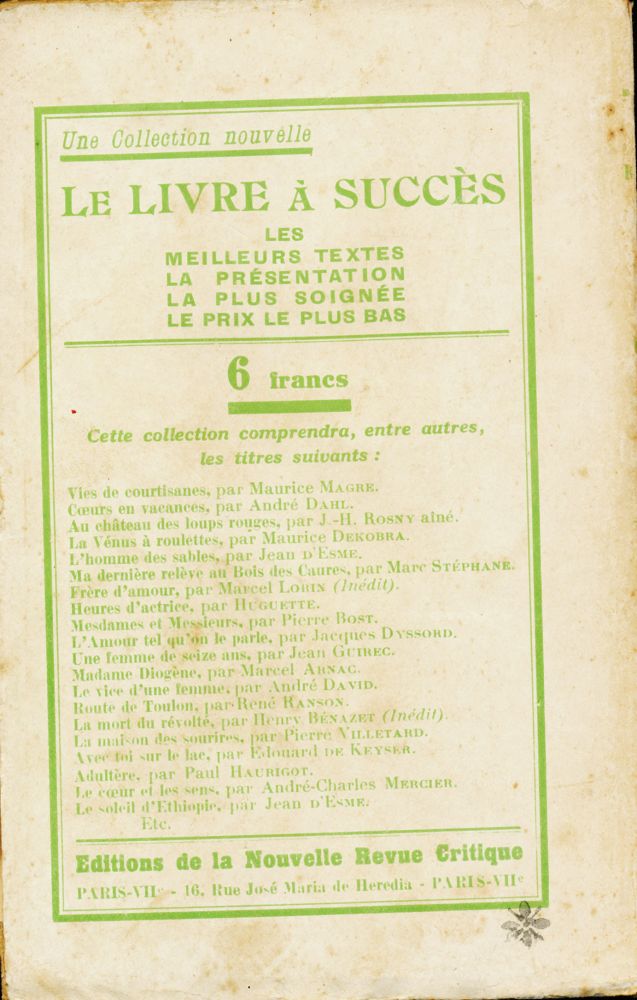 Une Collection nouvelle
LE LIVRE À SUCCÈS
LES
MEILLEURS TEXTES
LA PRÉSENTATION
LA PLUS SOIGNÉE
LE PRIX LE PLUS BAS
6 francs
Cette collection comprendra, entre autres,
les titres suivants :
Vies de courtisanes, par Maurice MAGRE.
Cœurs en vacances, par André DAHL.
Au château des loups rouges, par J.-H. ROSNY aîné.
La Vénus à roulettes, par Maurice DEKOBRA.
L'homme des sables, par Jean D'ESME.
Ma dernière relève au Bois des Caures, par Marc STÉPHANE.
Frère d'amour, par Marcel LORIN (Inédit).
Heures d'actrice, par HUGUETTE.
Mesdames et Messieurs, par Pierre BOST.
L'Amour tel qu'on le parle, par Jacques DYSSORD.
Une femme de seize ans, par Jean GUIREC.
Madame Diogène, par Marcel ARNAC.
Le vice d'une femme, par André DAVID.
Route de Toulon, par René RANSON.
La mort du révolté, par Henry BÉNAZET (Inédit).
La maison des sourires, par Pierre VILLETARD.
Avec toi sur le lac, par Edouard DE KEYSER.
Adultère, par Paul HAURIGOT.
Le cœur et les sens, par André-Charles MERCIER.
Le soleil d'Ethiopie, par Jean D'ESME.
Etc.
Editions de la Nouvelle Revue Critique
PARIS-VIIe - 16, Rue José Maria de Heredia - PARIS-VIIe